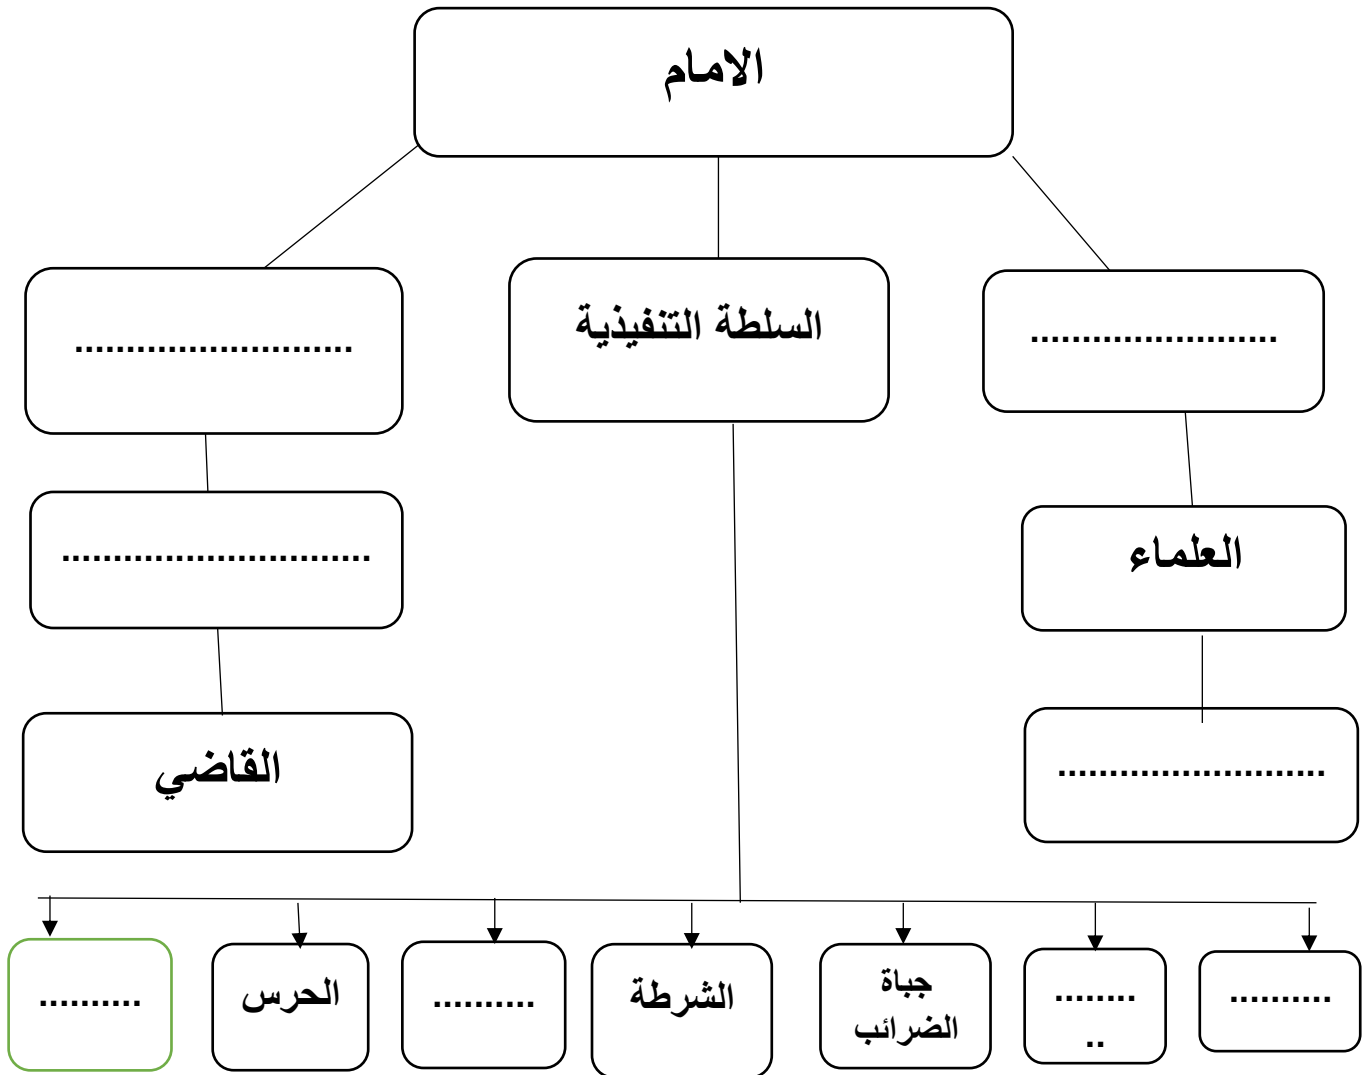 الامام
........................
السلطة التنفيذية
...........................
العلماء
..............................
..........................
القاضي
..........
........
..
جباة
الضرائب
الشرطة
..........
الحرس
..........